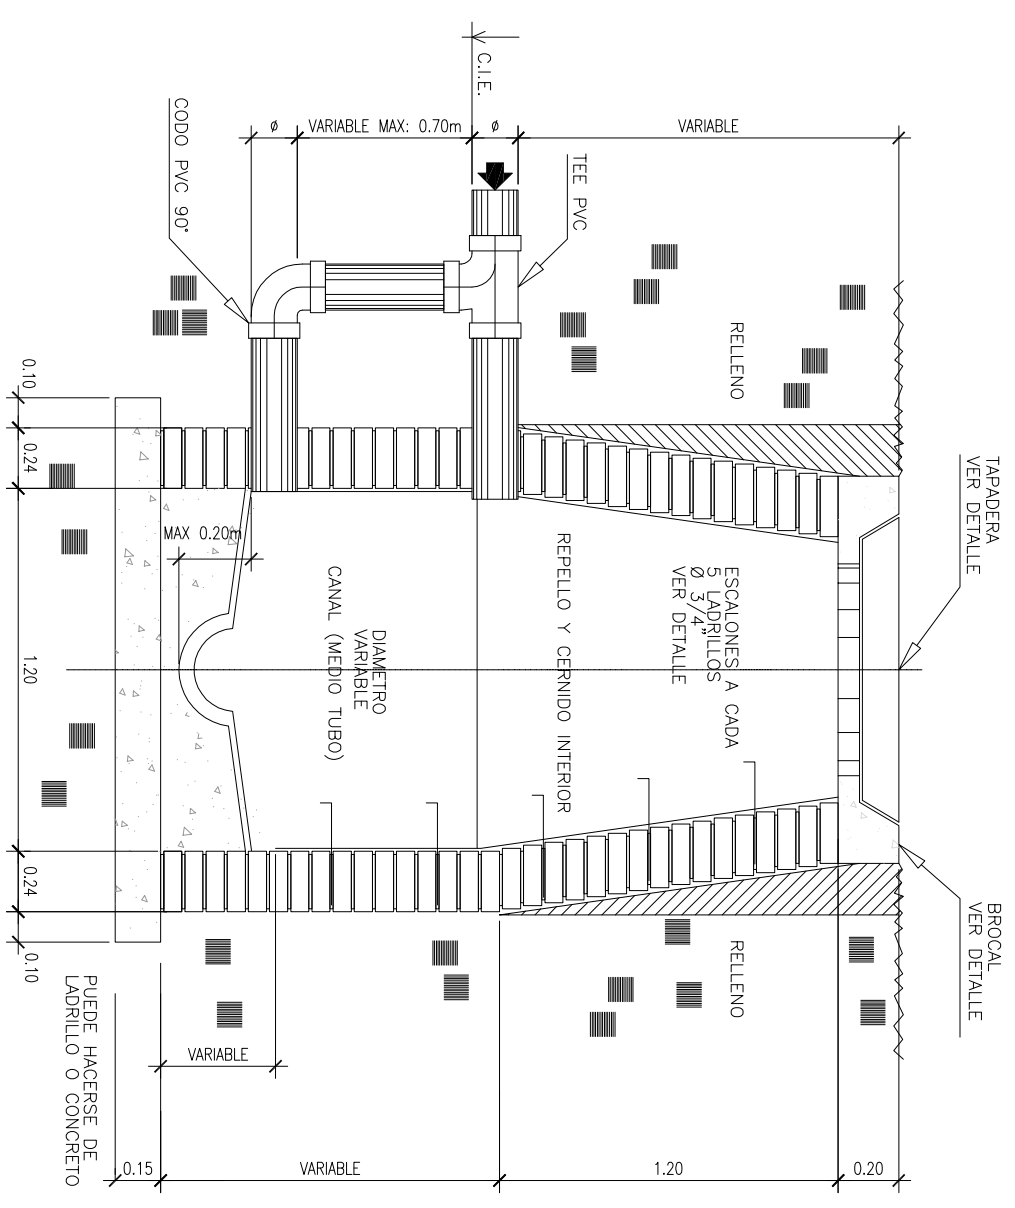 TAPADERA
VER DETALLE
BROCAL
VER DETALLE
0.20
VARIABLE
RELLENO
RELLENO
ESCALONES A CADA
5 LADRILLOS
Ø 3/4"
VER DETALLE
1.20
TEE PVC
REPELLO Y CERNIDO INTERIOR
C.I.E.
ø
VARIABLE MAX: 0.70m
ø
DIAMETRO
VARIABLE
CANAL (MEDIO TUBO)
VARIABLE
CODO PVC 90°
MAX 0.20m
VARIABLE
0.15
PUEDE HACERSE DE
LADRILLO O CONCRETO
0.10
0.24
1.20
0.24
0.10